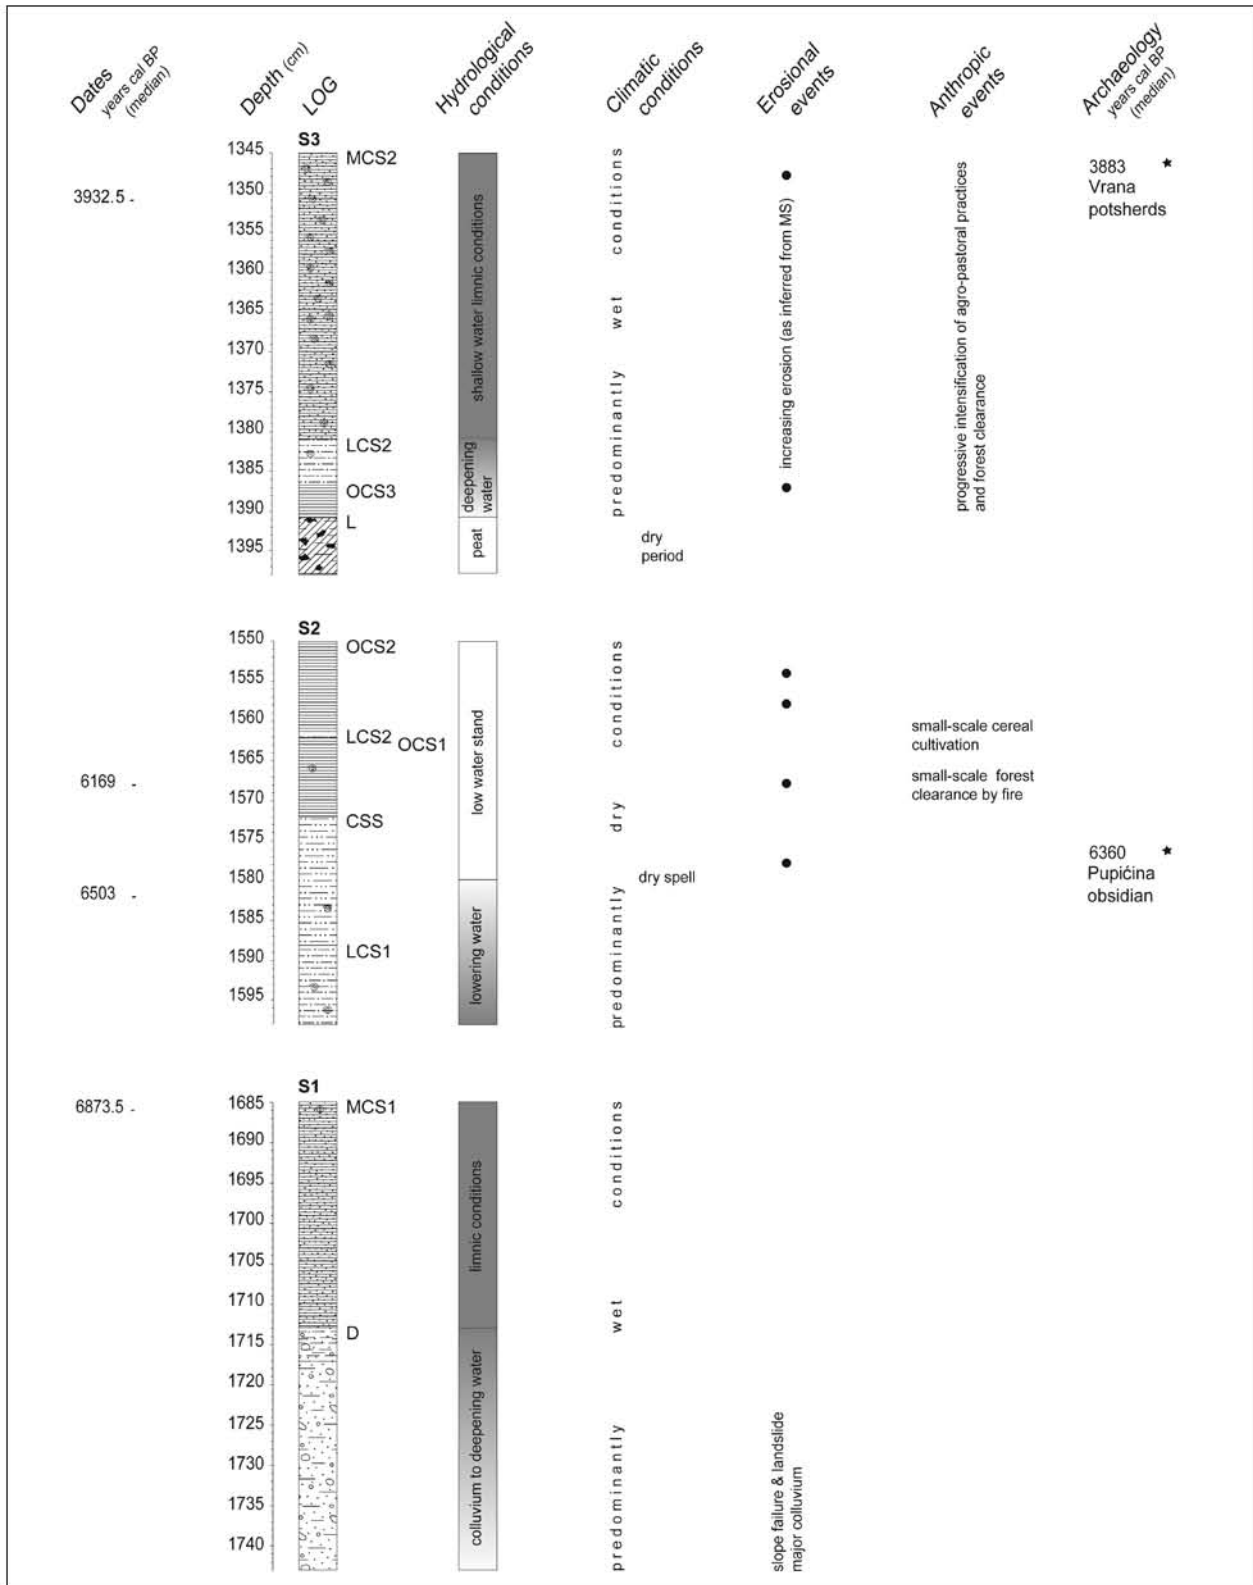 Dates
years cal BP
(median)
Depth (cm)
LOG
Hydrological
conditions
Climatic
conditions
Erosional
events
Anthropic
events
Archaeology
years cal BP
(median)
S3
1345
1350
1355
1360
1365
1370
1375
1380
1385
1390
1395
3932.5 -
MCS2
LCS2
OCS3
L
shallow water limnic conditions
deepening
water
peat
predominantly wet conditions
dry
period
increasing erosion (as inferred from MS)
progressive intensification of agro-pastoral practices
and forest clearance
3883
Vrana
potsherds
S2
1550
1555
1560
1565
1570
1575
1580
1585
1590
1595
6169 -
6503 -
OCS2
LCS2 OCS1
CSS
LCS1
low water stand
lowering water
predominantly dry conditions
dry spell
small-scale cereal
cultivation
small-scale forest
clearance by fire
6360
Pupićina
obsidian
S1
6873.5 -
1685
1690
1695
1700
1705
1710
1715
1720
1725
1730
1735
1740
MCS1
D
limnic conditions
colluvium to deepening water
predominantly wet conditions
slope failure & landslide
major colluvium